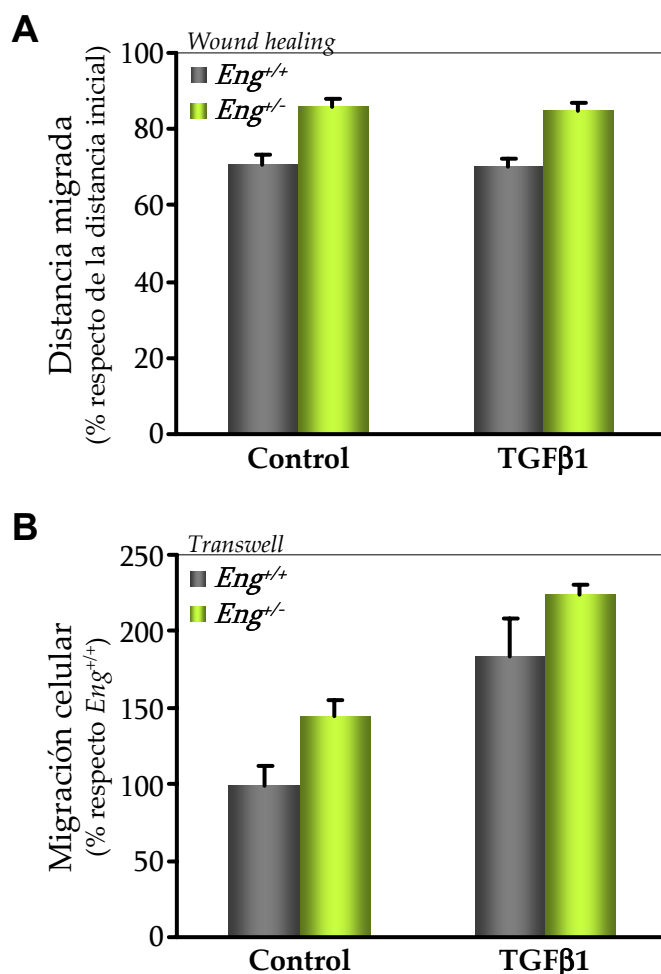 A
Wound healing
Eng+/+
Eng+/-
Distancia migrada
(% respecto de la distancia inicial)
100
80
60
40
20
0
Control
TGFβ1
B
Transwell
Eng+/+
Eng+/-
Migración celular
(% respecto Eng+/+)
250
200
150
100
50
0
Control
TGFβ1